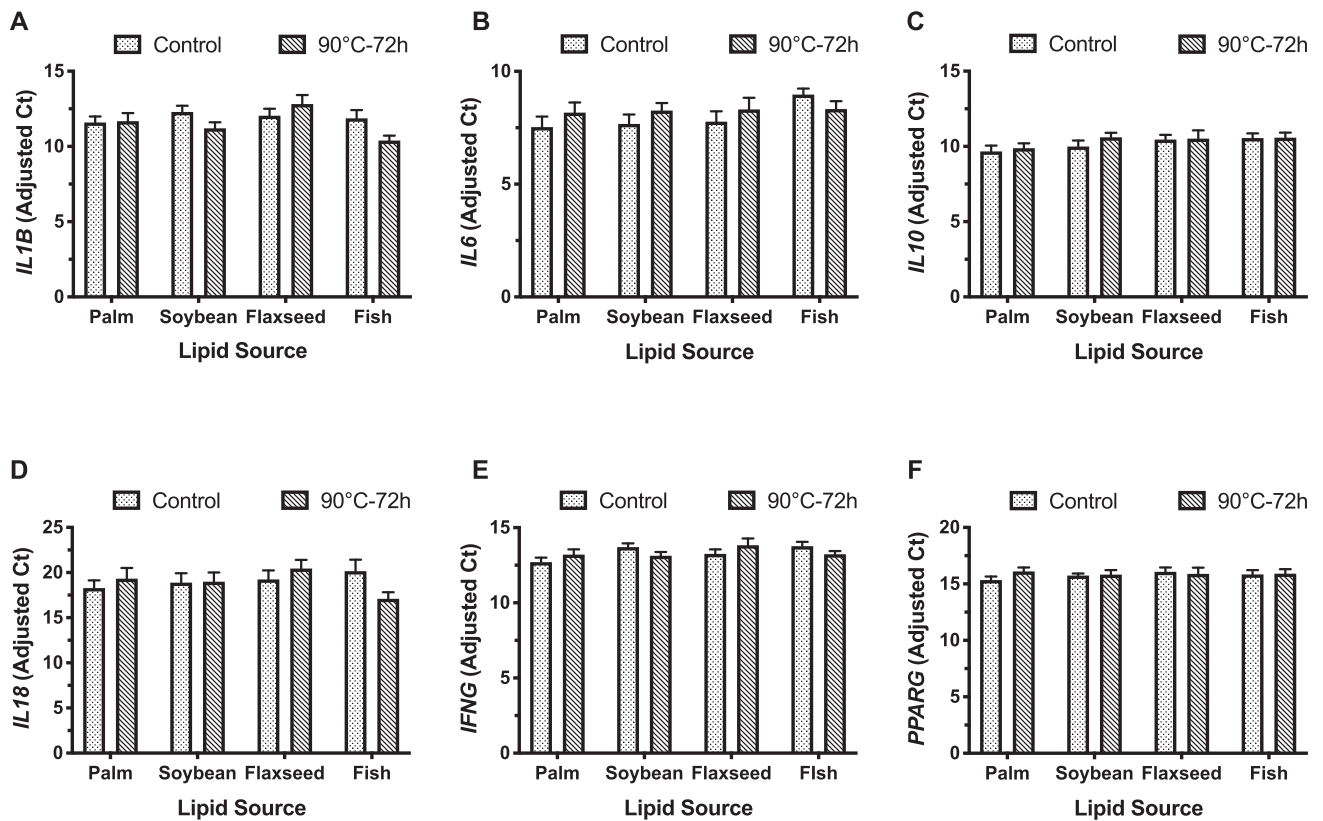 A
Control 90°C-72h
IL1B (Adjusted Ct)
15
10
5
0
Palm Soybean Flaxseed Fish
Lipid Source
B
Control 90°C-72h
IL6 (Adjusted Ct)
10
5
0
Palm Soybean Flaxseed Fish
Lipid Source
C
Control 90°C-72h
IL10 (Adjusted Ct)
15
10
5
0
Palm Soybean Flaxseed Fish
Lipid Source
D
Control 90°C-72h
IL18 (Adjusted Ct)
25
20
15
10
5
0
Palm Soybean Flaxseed Fish
Lipid Source
E
Control 90°C-72h
IFNG (Adjusted Ct)
15
10
5
0
Palm Soybean Flaxseed FIsh
Lipid Source
F
Control 90°C-72h
PPARG (Adjusted Ct)
20
15
10
5
0
Palm Soybean Flaxseed Fish
Lipid Source